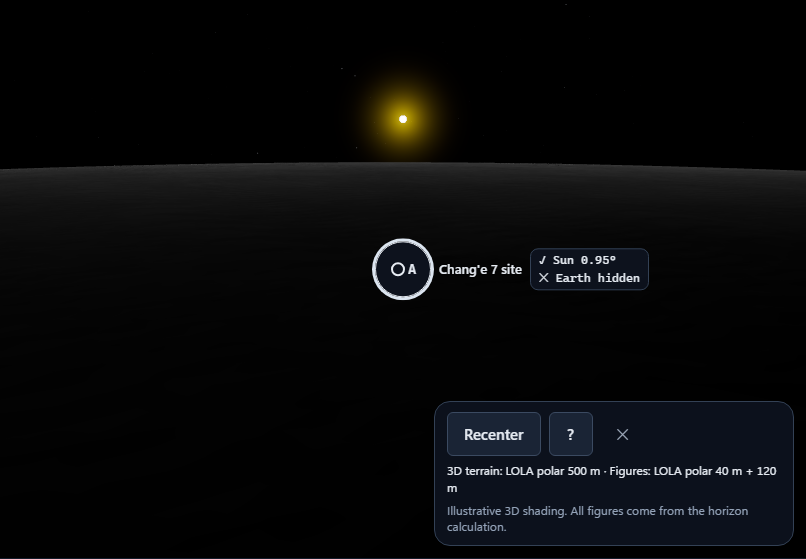 A Chang'e 7 site
✓ Sun 0.95°
✕ Earth hidden
Recenter ? ✕
3D terrain: LOLA polar 500 m · Figures: LOLA polar 40 m + 120
m
Illustrative 3D shading. All figures come from the horizon
calculation.